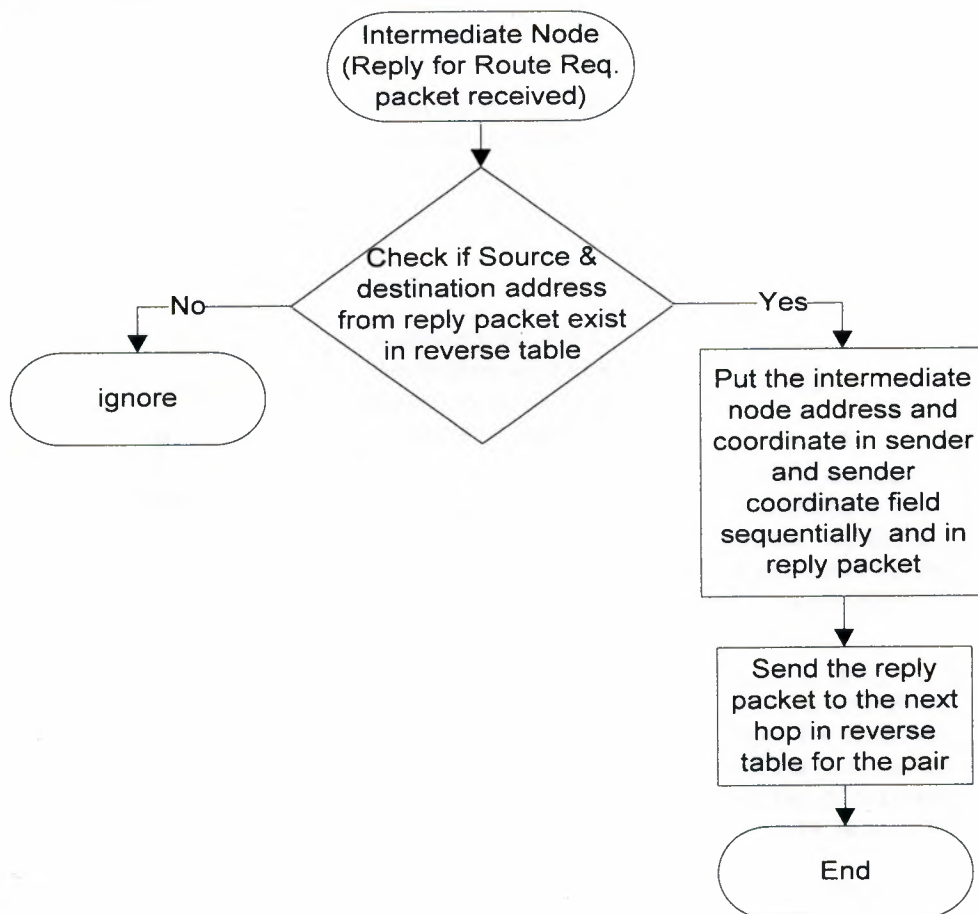 Intermediate Node
(Reply for Route Req.
packet received)
Check if Source &
destination address
from reply packet exist
in reverse table
No
Yes
ignore
Put the intermediate
node address and
coordinate in sender
and sender
coordinate field
sequentially and in
reply packet
Send the reply
packet to the next
hop in reverse
table for the pair
End